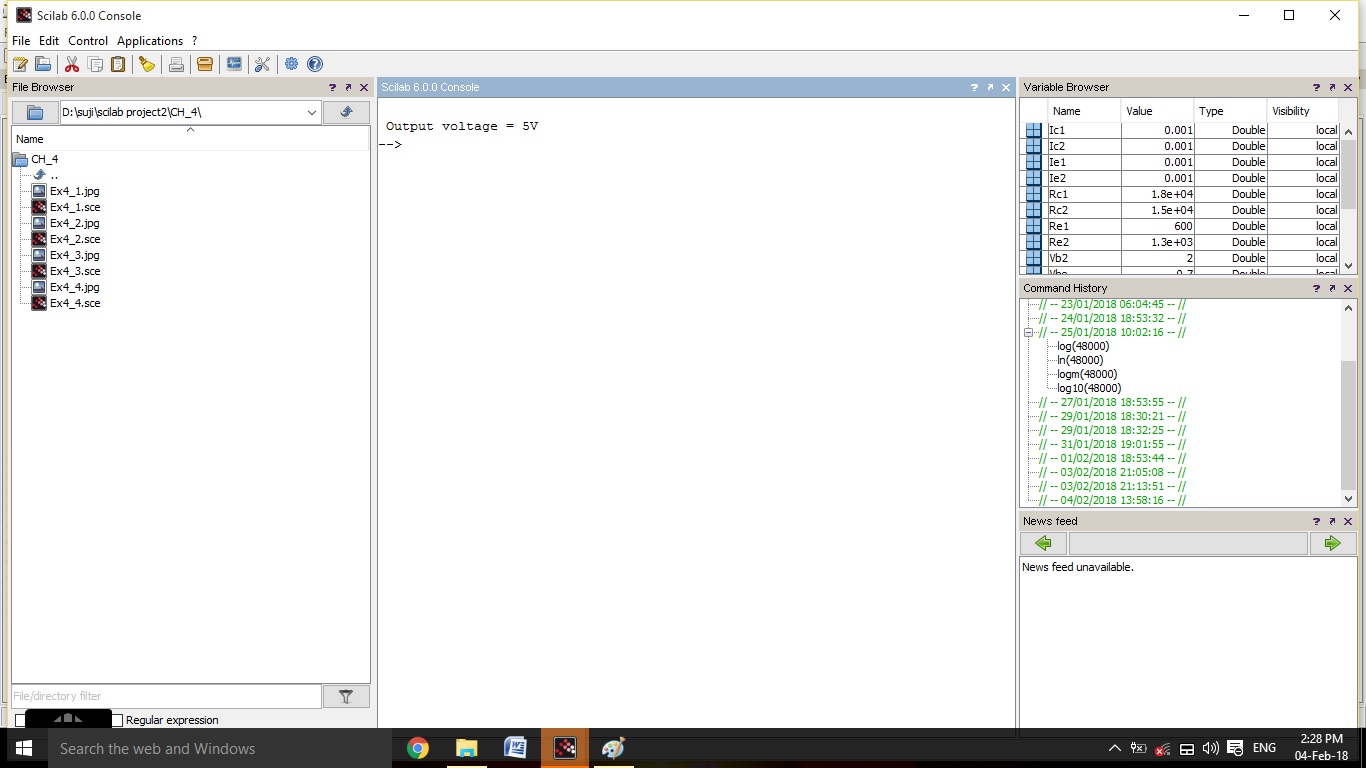 Scilab 6.0.0 Console
File Edit Control Applications ?
File Browser ? ↗ ×
D:\suji\scilab project2\CH_4\
Name
CH_4
..
Ex4_1.jpg
Ex4_1.sce
Ex4_2.jpg
Ex4_2.sce
Ex4_3.jpg
Ex4_3.sce
Ex4_4.jpg
Ex4_4.sce
File/directory filter
Regular expression
Scilab 6.0.0 Console ? ↗ ×
Output voltage = 5V
-->
Variable Browser ? ↗ ×
Name Value Type Visibility
Ic1 0.001 Double local
Ic2 0.001 Double local
Ie1 0.001 Double local
Ie2 0.001 Double local
Rc1 1.8e+04 Double local
Rc2 1.5e+04 Double local
Re1 600 Double local
Re2 1.3e+03 Double local
Vb2 2 Double local
Vbe 0.7 Double local
Command History ? ↗ ×
// -- 23/01/2018 06:04:45 -- //
// -- 24/01/2018 18:53:32 -- //
// -- 25/01/2018 10:02:16 -- //
log(48000)
ln(48000)
logm(48000)
log10(48000)
// -- 27/01/2018 18:53:55 -- //
// -- 29/01/2018 18:30:21 -- //
// -- 29/01/2018 18:32:25 -- //
// -- 31/01/2018 19:01:55 -- //
// -- 01/02/2018 18:53:44 -- //
// -- 03/02/2018 21:05:08 -- //
// -- 03/02/2018 21:13:51 -- //
// -- 04/02/2018 13:58:16 -- //
News feed ? ↗ ×
News feed unavailable.
Search the web and Windows
ENG
2:28 PM
04-Feb-18